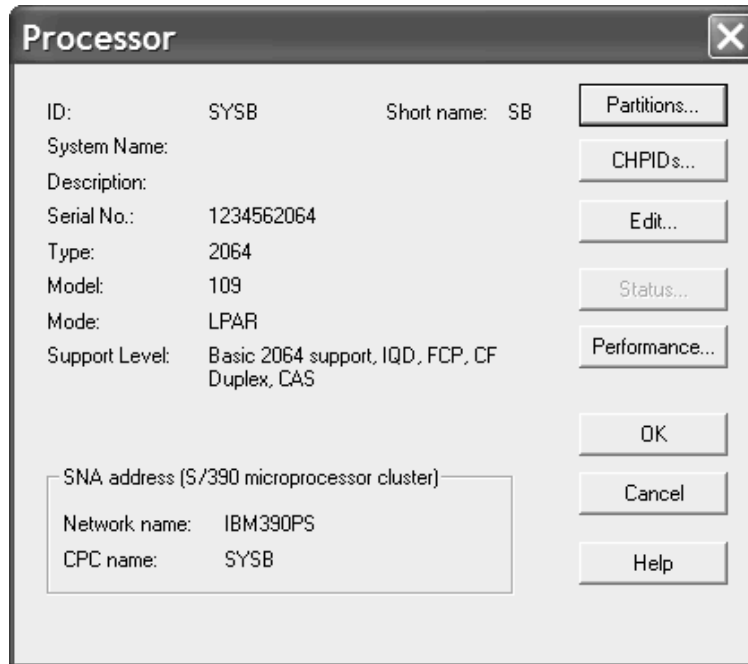 Processor
ID: SYSB Short name: SB
Partitions...
System Name:
CHPIDs...
Description:
Serial No.: 1234562064
Edit...
Type: 2064
Model: 109
Status...
Mode: LPAR
Performance...
Support Level: Basic 2064 support, IQD, FCP, CF
Duplex, CAS
OK
SNA address (S/390 microprocessor cluster)
Cancel
Network name: IBM390PS
CPC name: SYSB
Help